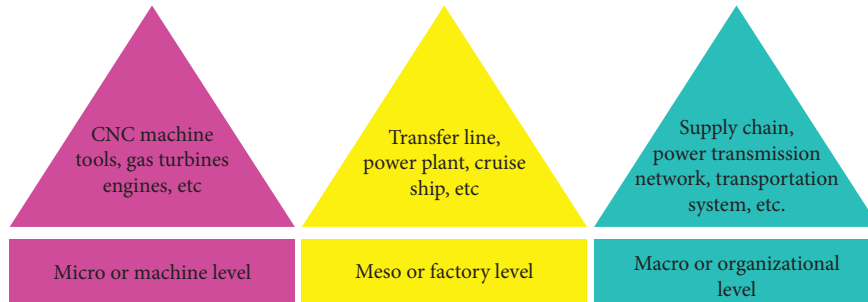 CNC machine
tools, gas turbines
engines, etc
Transfer line,
power plant, cruise
ship, etc
Supply chain,
power transmission
network, transportation
system, etc.
Micro or machine level
Meso or factory level
Macro or organizational
level